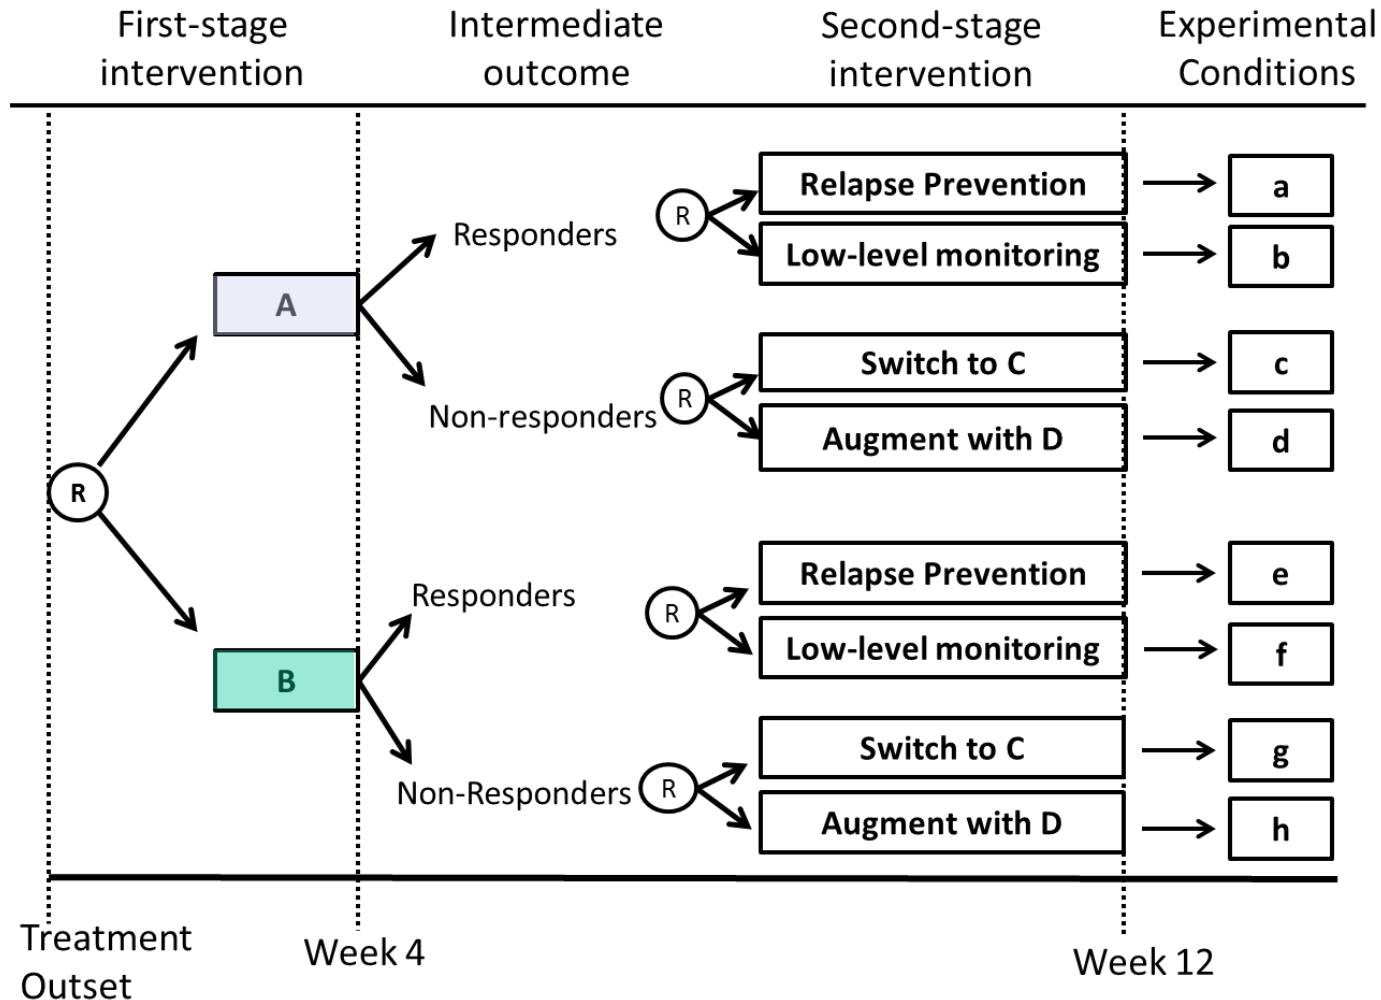 First-stage
intervention
Intermediate
outcome
Second-stage
intervention
Experimental
Conditions
R
A
Responders
R
Relapse Prevention
a
Low-level monitoring
b
Non-responders
R
Switch to C
c
Augment with D
d
B
Responders
R
Relapse Prevention
e
Low-level monitoring
f
Non-Responders
R
Switch to C
g
Augment with D
h
Treatment
Outset
Week 4
Week 12